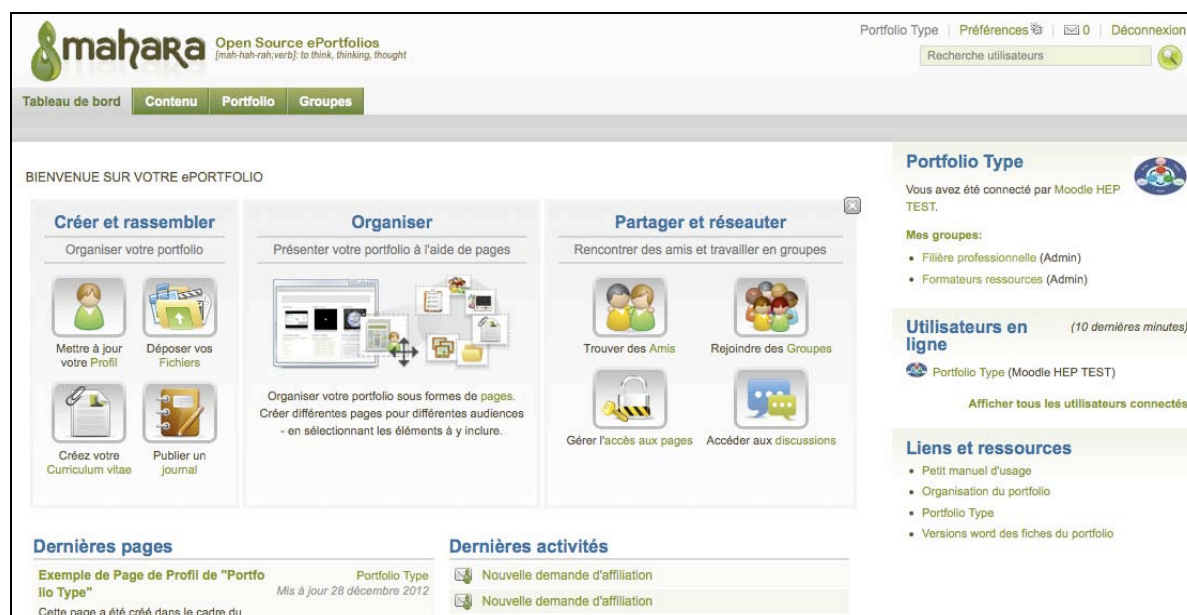 mahara
Open Source ePortfolios
[mah-hah-rah;verb]: to think, thinking, thought
Portfolio Type | Préférences | 0 | Déconnexion
Recherche utilisateurs
Tableau de bord Contenu Portfolio Groupes
BIENVENUE SUR VOTRE ePORTFOLIO
Créer et rassembler
Organiser votre portfolio
Mettre à jour
votre Profil
Déposer vos
Fichiers
Créez votre
Curriculum vitae
Publier un
journal
Organiser
Présenter votre portfolio à l'aide de pages
Organiser votre portfolio sous formes de pages.
Créer différentes pages pour différentes audiences
- en sélectionnant les éléments à y inclure.
Partager et réseauter
Rencontrer des amis et travailler en groupes
Trouver des Amis
Rejoindre des Groupes
Gérer l'accès aux pages
Accéder aux discussions
Portfolio Type
Vous avez été connecté par Moodle HEP
TEST.
Mes groupes:
• Filière professionnelle (Admin)
• Formateurs ressources (Admin)
Utilisateurs en
ligne
(10 dernières minutes)
Portfolio Type (Moodle HEP TEST)
Afficher tous les utilisateurs connectés
Liens et ressources
• Petit manuel d'usage
• Organisation du portfolio
• Portfolio Type
• Versions word des fiches du portfolio
Dernières pages
Exemple de Page de Profil de "Portfo
lio Type"
Portfolio Type
Mis à jour 28 décembre 2012
Cette page a été créé dans le cadre du
Dernières activités
Nouvelle demande d'affiliation
Nouvelle demande d'affiliation